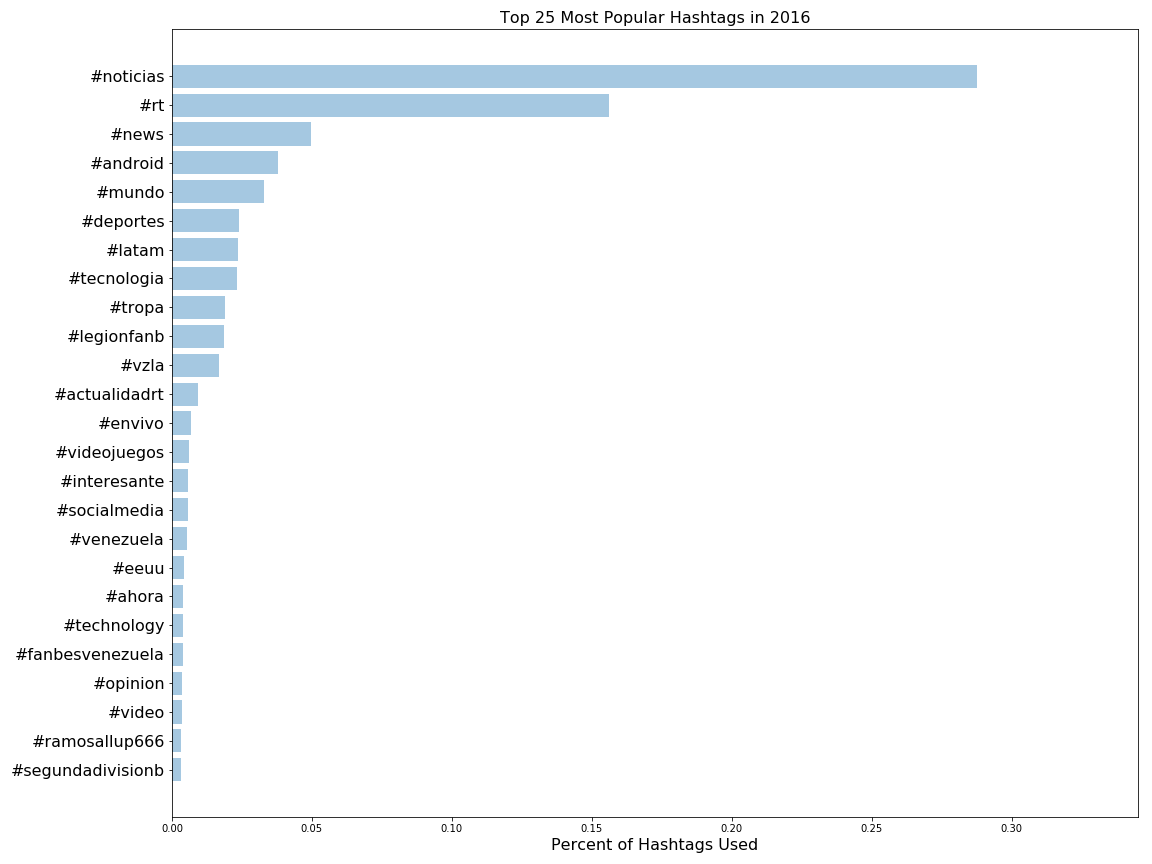 Top 25 Most Popular Hashtags in 2016
#noticias
#rt
#news
#android
#mundo
#deportes
#latam
#tecnologia
#tropa
#legionfanb
#vzla
#actualidadrt
#envivo
#videojuegos
#interesante
#socialmedia
#venezuela
#eeuu
#ahora
#technology
#fanbesvenezuela
#opinion
#video
#ramosallup666
#segundadivisionb
0.00 0.05 0.10 0.15 0.20 0.25 0.30
Percent of Hashtags Used